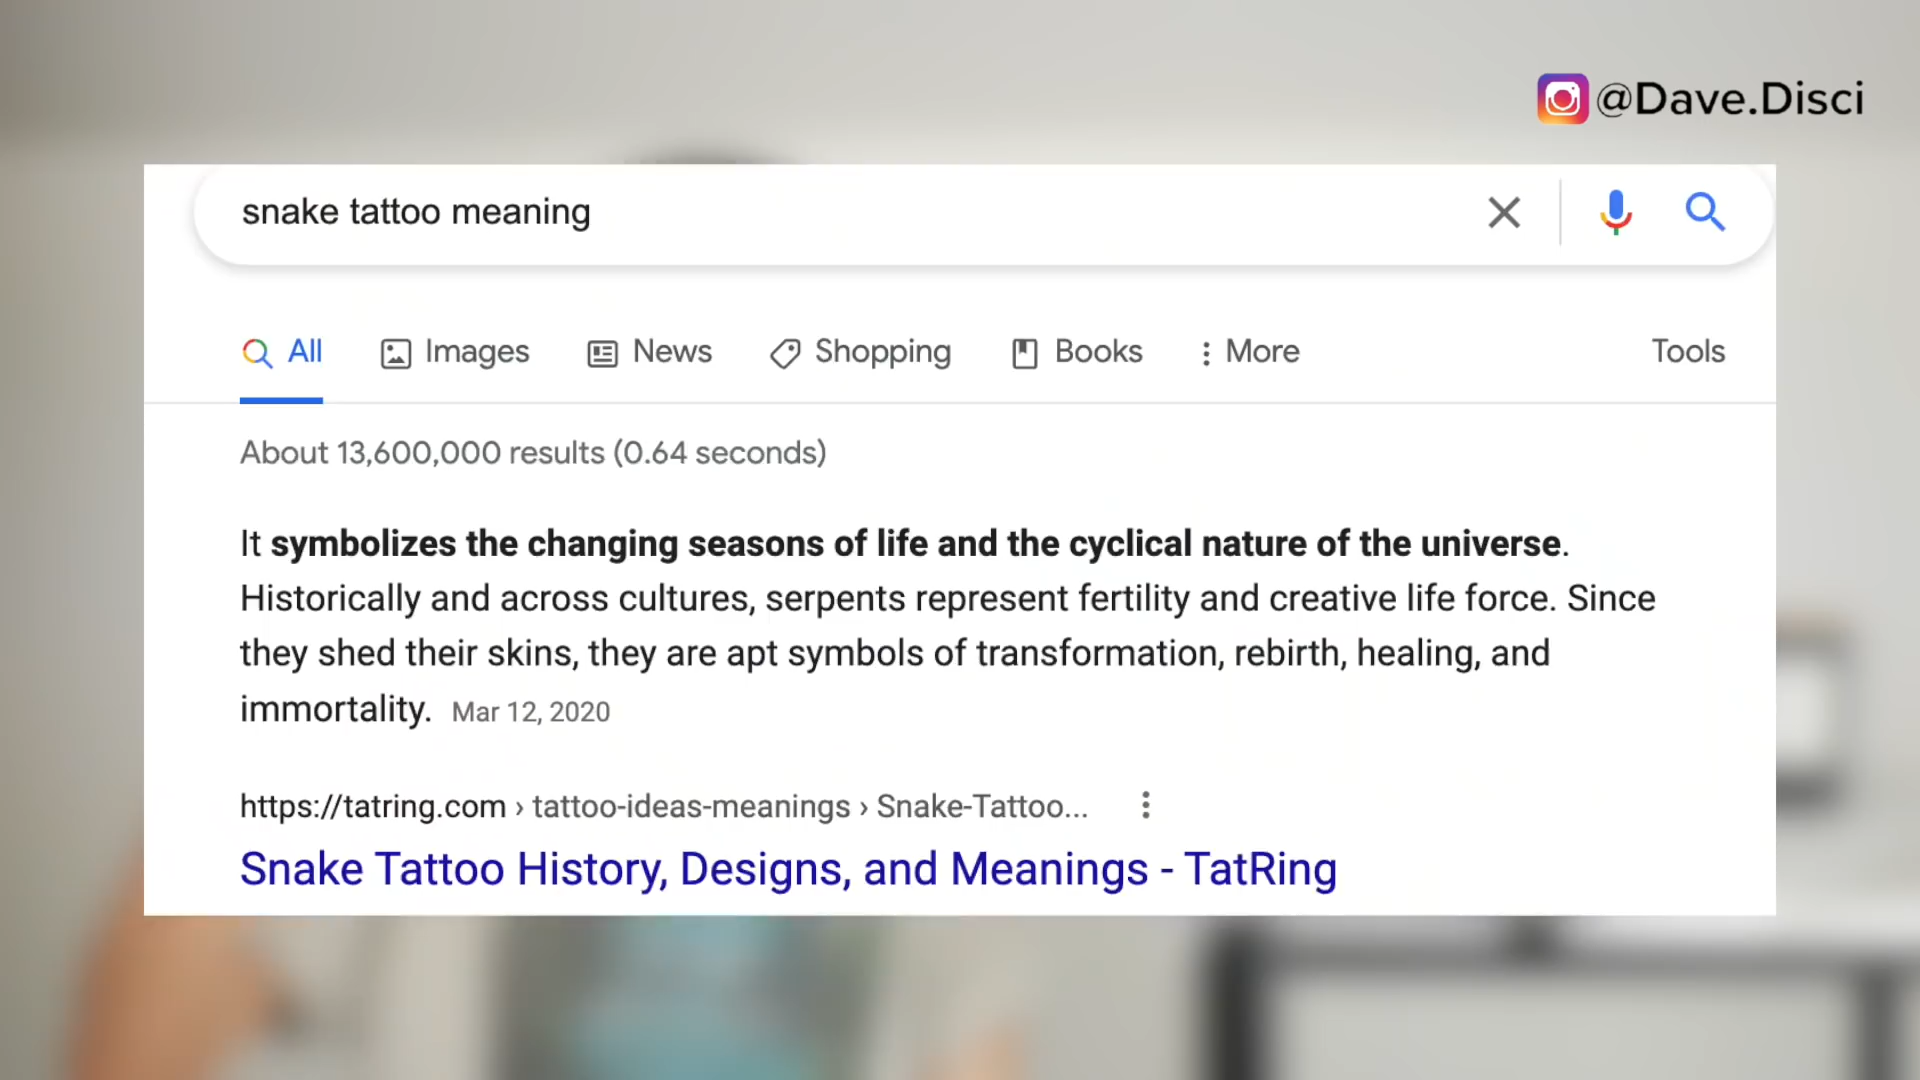 @Dave.Disci
snake tattoo meaning
All Images News Shopping Books More Tools
About 13,600,000 results (0.64 seconds)
It symbolizes the changing seasons of life and the cyclical nature of the universe.
Historically and across cultures, serpents represent fertility and creative life force. Since
they shed their skins, they are apt symbols of transformation, rebirth, healing, and
immortality. Mar 12, 2020
https://tatring.com › tattoo-ideas-meanings › Snake-Tattoo...
Snake Tattoo History, Designs, and Meanings - TatRing